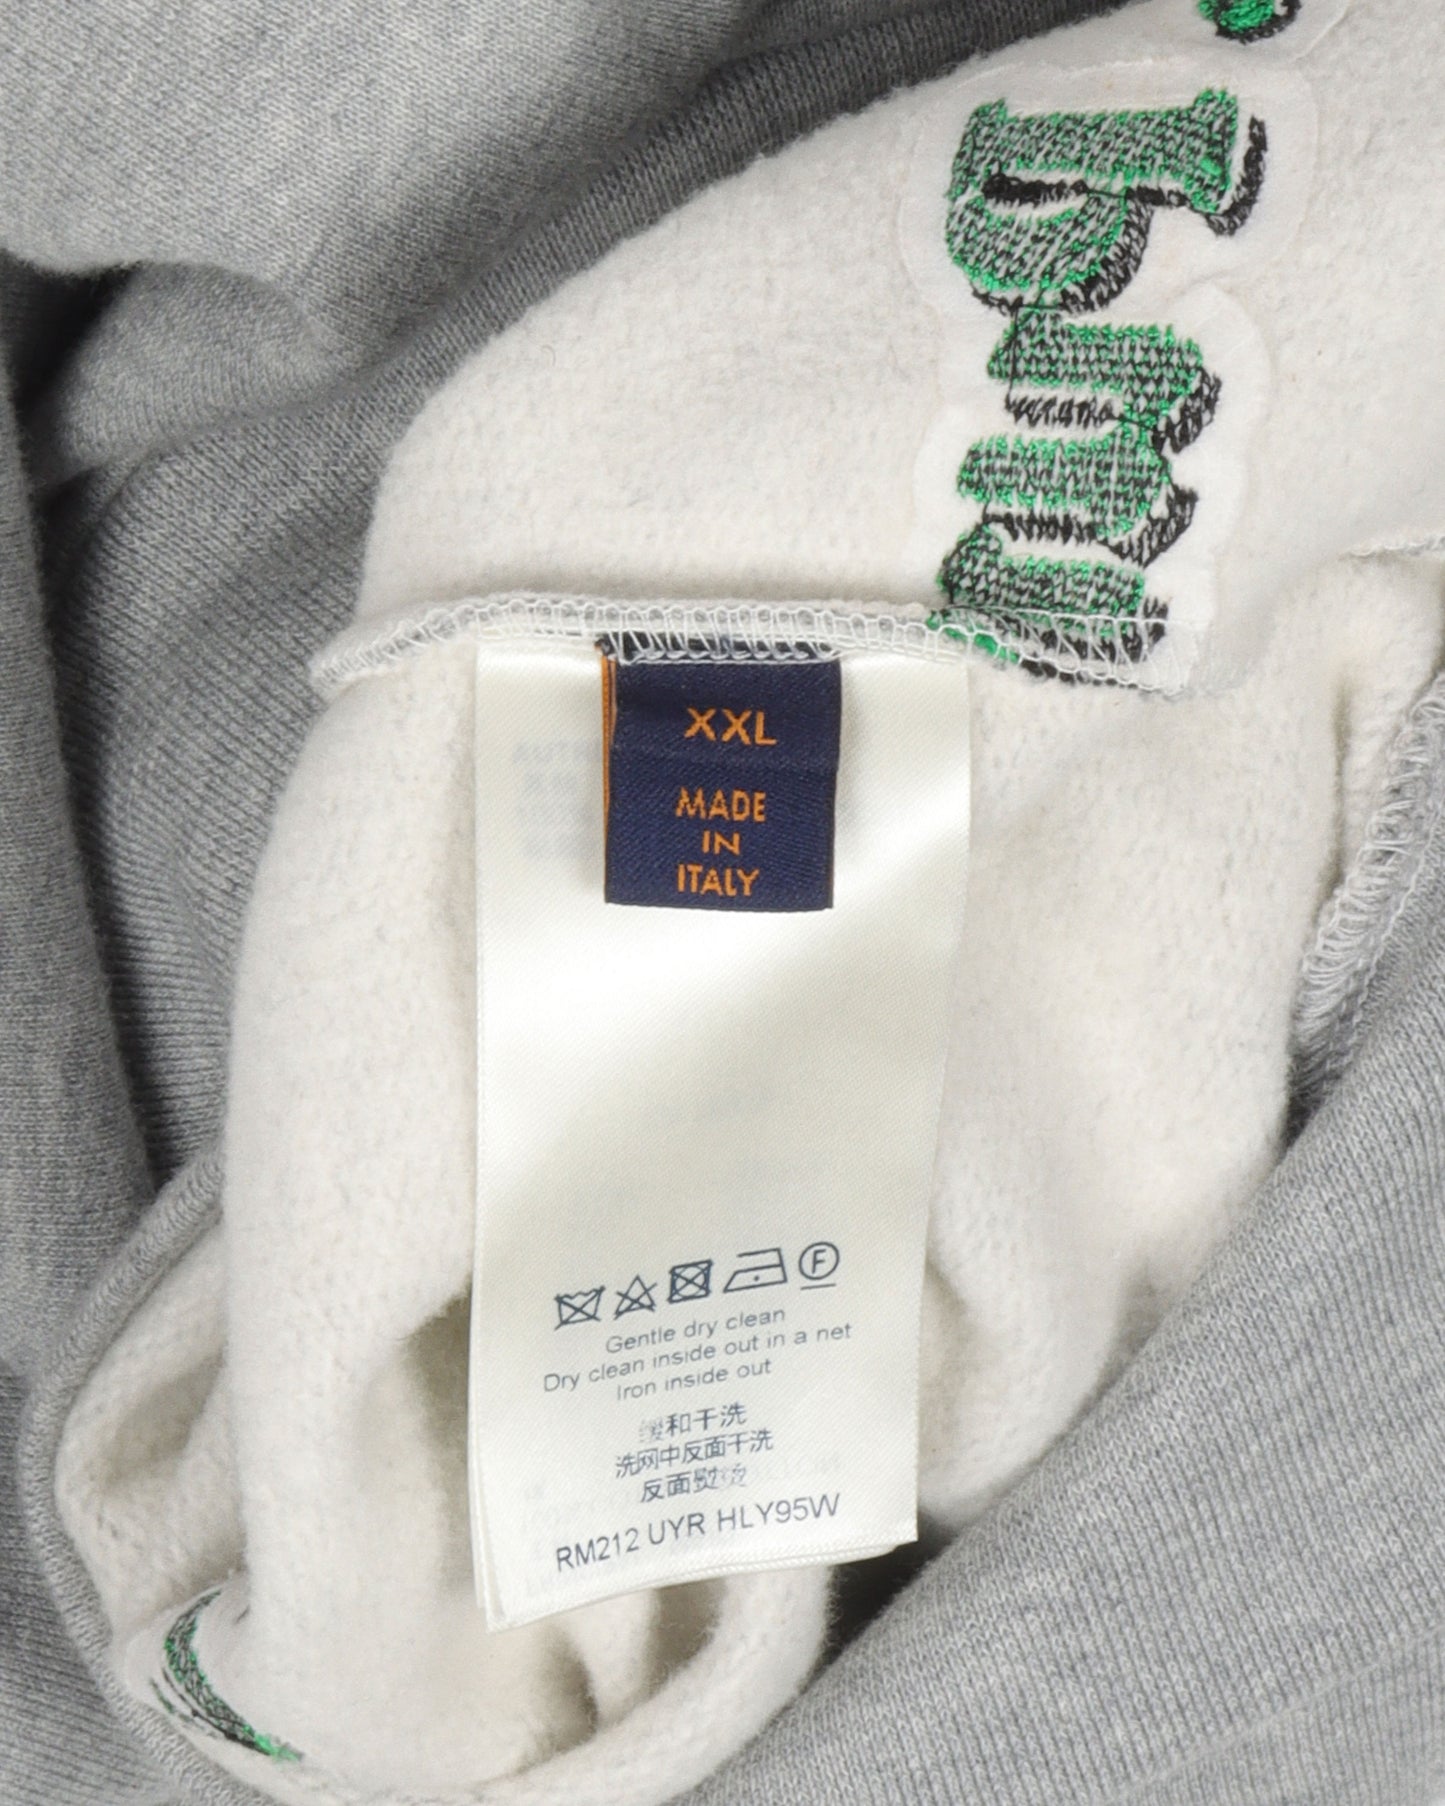 XXL
MADE
IN
ITALY
F
Gentle dry clean
Dry clean inside out in a net
Iron inside out
缓和干洗
洗网中反面干洗
反面熨烫
RM212 UYR HLY95W